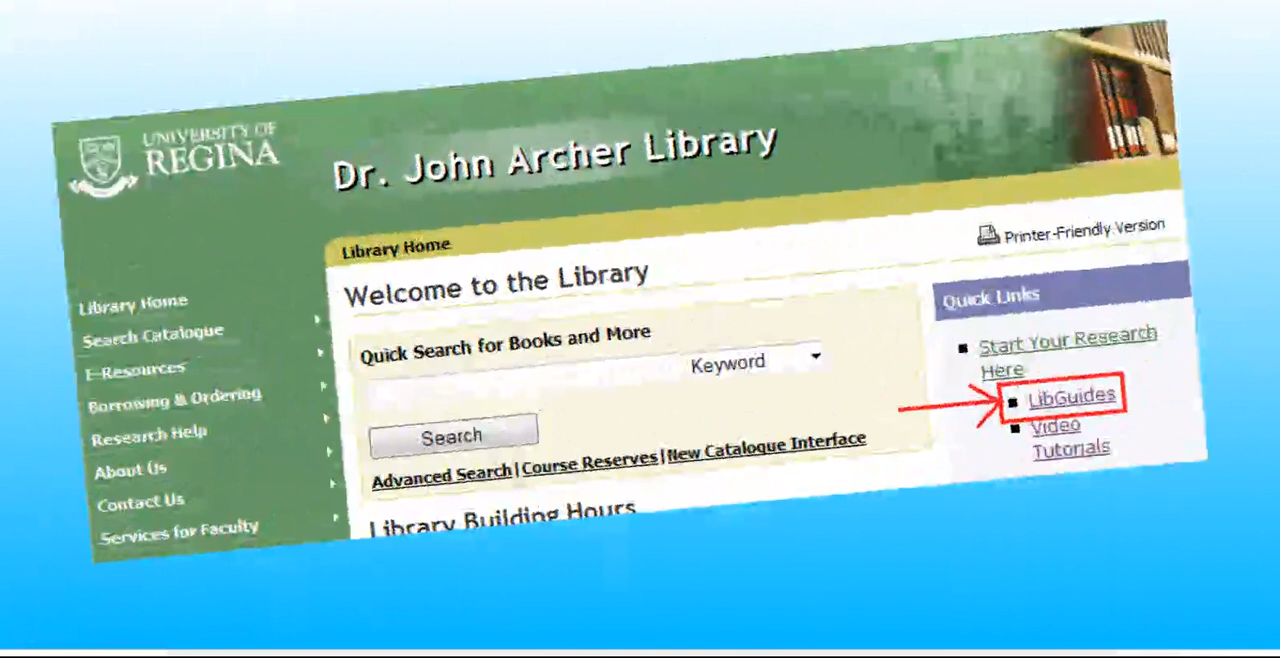 UNIVERSITY OF
REGINA
Dr. John Archer Library
Library Home
Search Catalogue
E-Resources
Borrowing & Ordering
Research Help
About Us
Contact Us
Services for Faculty
Library Home
Printer-Friendly Version
Welcome to the Library
Quick Search for Books and More
Keyword
Search
Advanced Search | Course Reserves | New Catalogue Interface
Library Building Hours
Quick Links
Start Your Research
Here
LibGuides
Video
Tutorials